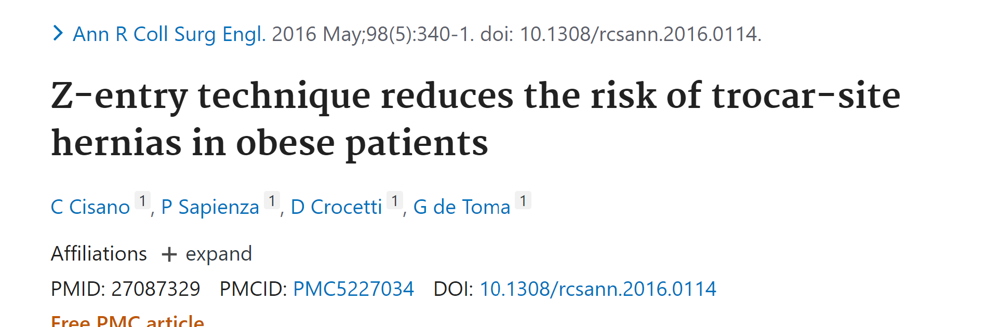 Ann R Coll Surg Engl. 2016 May;98(5):340-1. doi: 10.1308/rcsann.2016.0114.
Z-entry technique reduces the risk of trocar-site
hernias in obese patients
C Cisano 1, P Sapienza 1, D Crocetti 1, G de Toma 1
Affiliations + expand
PMID: 27087329 PMCID: PMC5227034 DOI: 10.1308/rcsann.2016.0114
Free PMC article